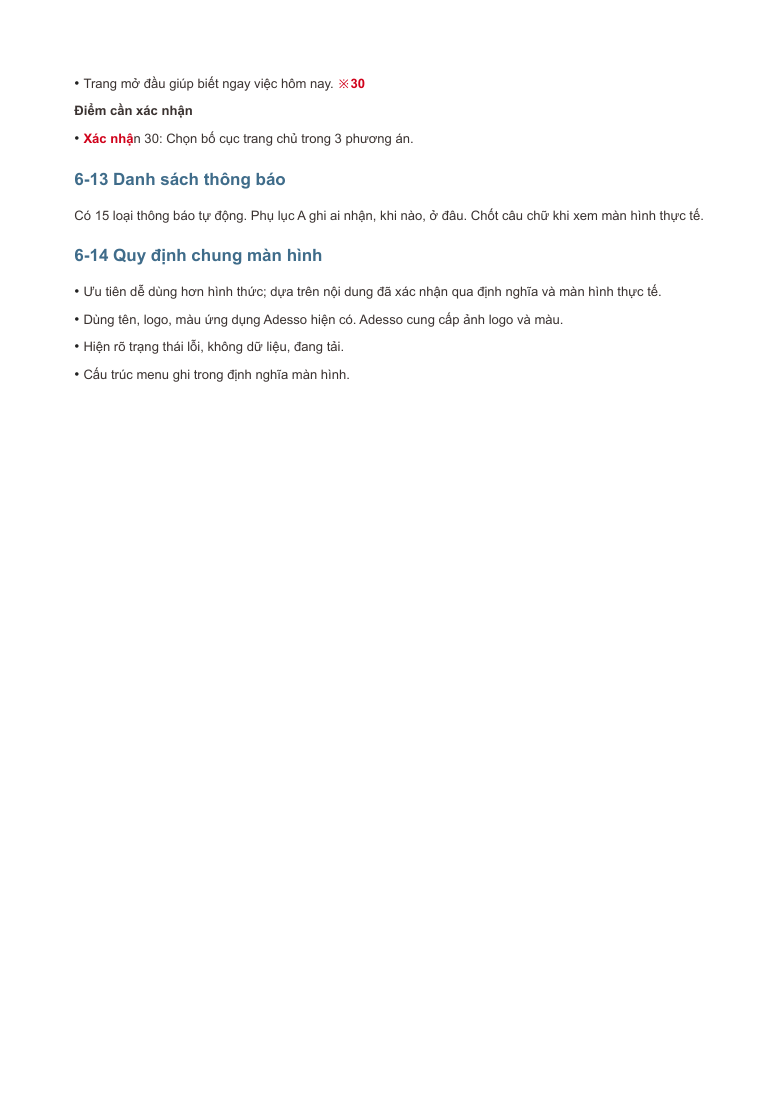 • Trang mở đầu giúp biết ngay việc hôm nay. ※30
Điểm cần xác nhận
• Xác nhận 30: Chọn bố cục trang chủ trong 3 phương án.
6-13 Danh sách thông báo
Có 15 loại thông báo tự động. Phụ lục A ghi ai nhận, khi nào, ở đâu. Chốt câu chữ khi xem màn hình thực tế.
6-14 Quy định chung màn hình
• Ưu tiên dễ dùng hơn hình thức; dựa trên nội dung đã xác nhận qua định nghĩa và màn hình thực tế.
• Dùng tên, logo, màu ứng dụng Adesso hiện có. Adesso cung cấp ảnh logo và màu.
• Hiện rõ trạng thái lỗi, không dữ liệu, đang tải.
• Cấu trúc menu ghi trong định nghĩa màn hình.